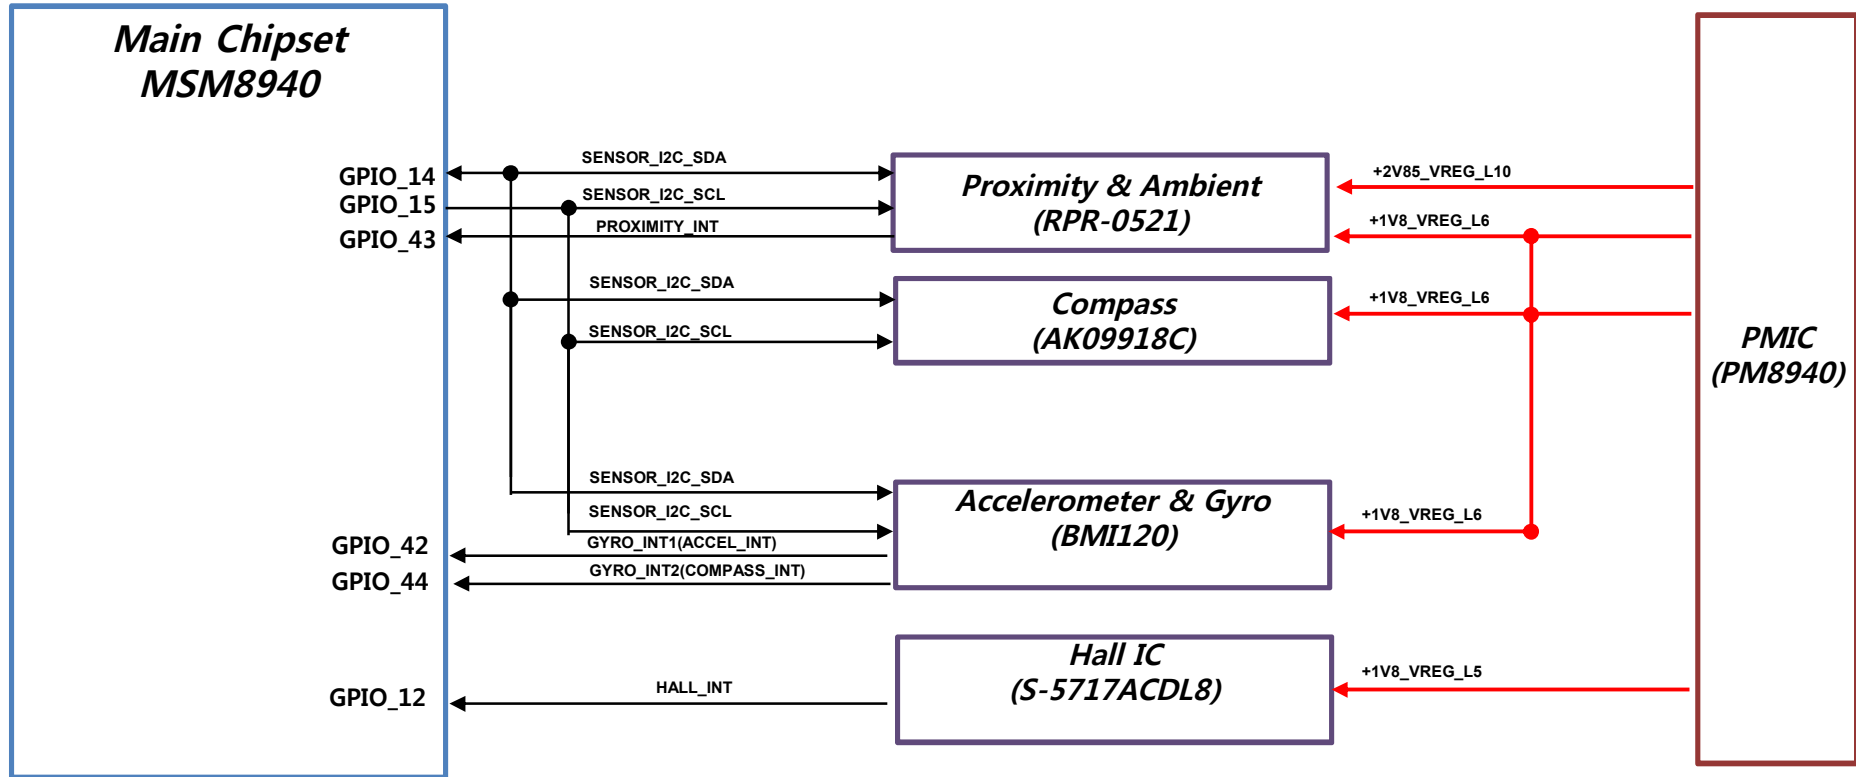 Main Chipset
MSM8940
GPIO_14
GPIO_15
GPIO_43
SENSOR_I2C_SDA
SENSOR_I2C_SCL
PROXIMITY_INT
Proximity & Ambient
(RPR-0521)
+2V85_VREG_L10
+1V8_VREG_L6
SENSOR_I2C_SDA
SENSOR_I2C_SCL
Compass
(AK09918C)
+1V8_VREG_L6
PMIC
(PM8940)
SENSOR_I2C_SDA
SENSOR_I2C_SCL
GYRO_INT1(ACCEL_INT)
GYRO_INT2(COMPASS_INT)
GPIO_42
GPIO_44
Accelerometer & Gyro
(BMI120)
+1V8_VREG_L6
GPIO_12
HALL_INT
Hall IC
(S-5717ACDL8)
+1V8_VREG_L5